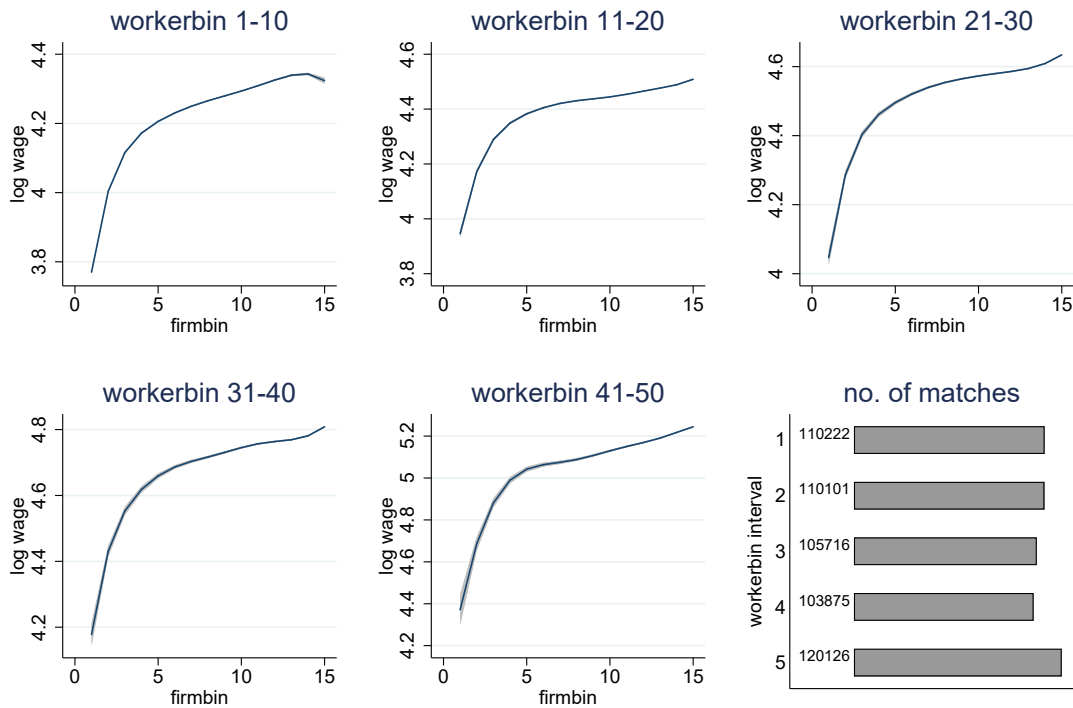 workerbin 1-10
4.4
4.2
4
3.8
log wage
0 5 10 15
firmbin
workerbin 11-20
4.6
4.4
4.2
4
3.8
log wage
0 5 10 15
firmbin
workerbin 21-30
4.6
4.4
4.2
4
log wage
0 5 10 15
firmbin
workerbin 31-40
4.8
4.6
4.4
4.2
log wage
0 5 10 15
firmbin
workerbin 41-50
5.2
5
4.8
4.6
4.4
4.2
log wage
0 5 10 15
firmbin
no. of matches
workerbin interval
1 110222
2 110101
3 105716
4 103875
5 120126